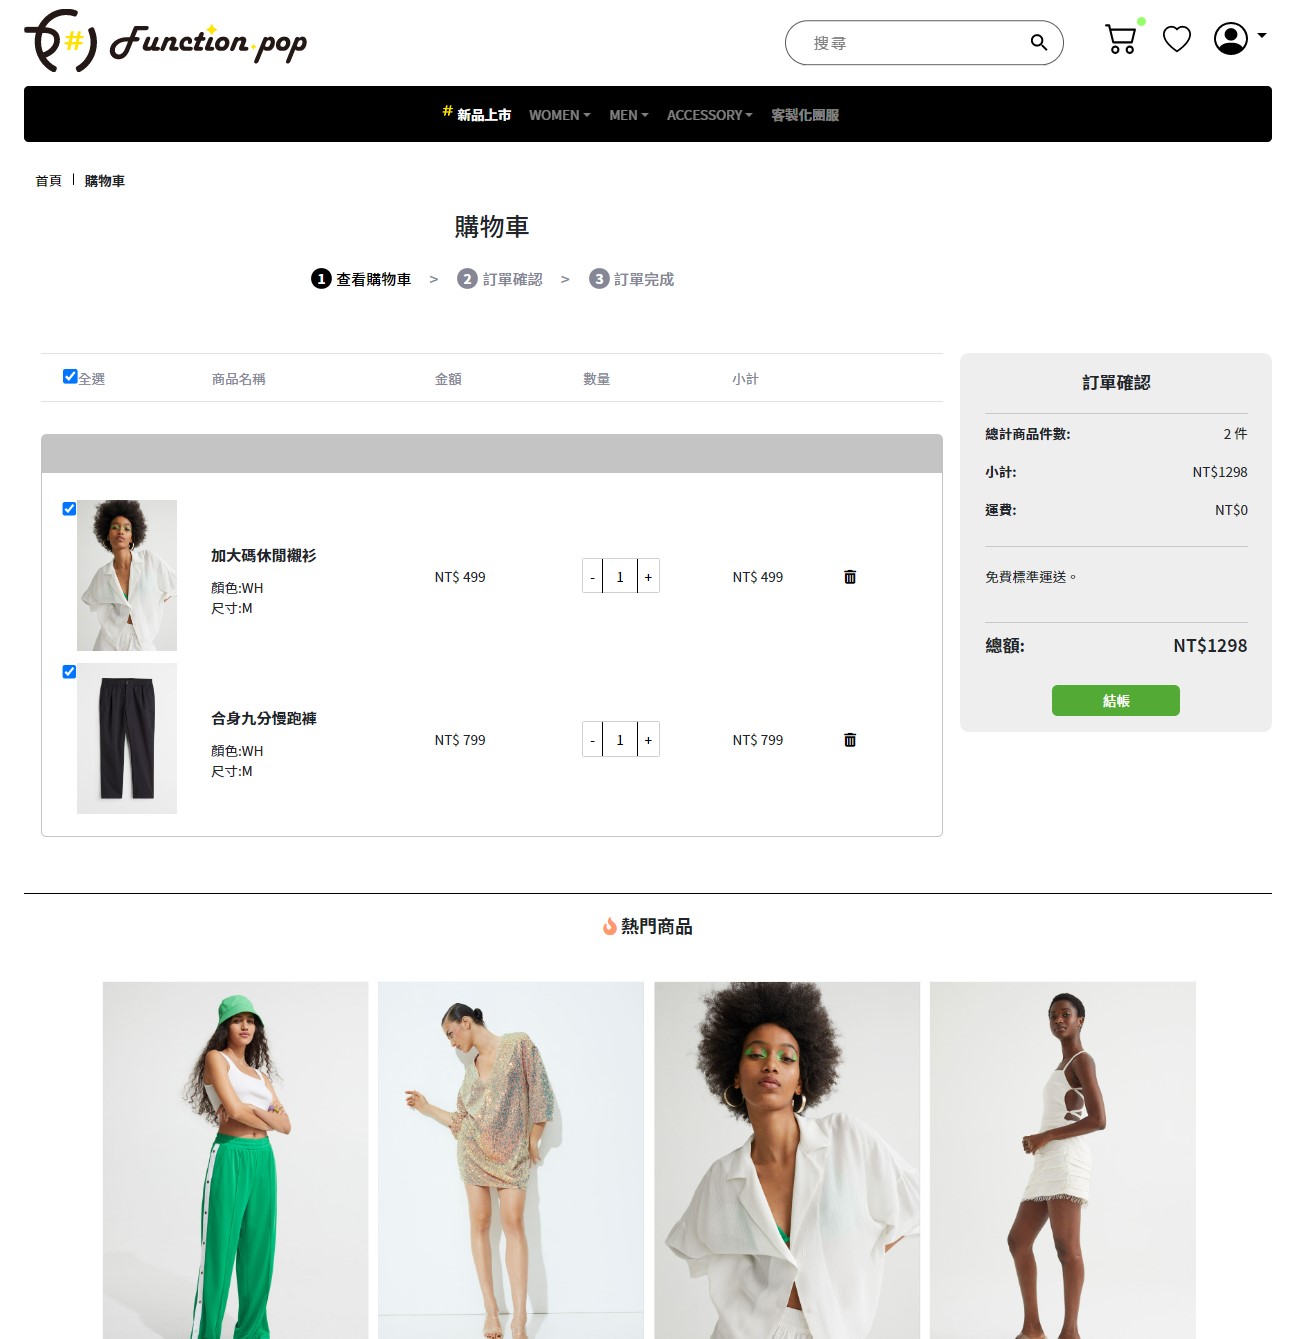 # Function.pop
搜尋
# 新品上市 WOMEN MEN ACCESSORY 客製化團服
首頁 | 購物車
購物車
1 查看購物車 > 2 訂單確認 > 3 訂單完成
全選 商品名稱 金額 數量 小計
加大碼休閒襯衫
顏色:WH
尺寸:M
NT$ 499 - 1 + NT$ 499
合身九分慢跑褲
顏色:WH
尺寸:M
NT$ 799 - 1 + NT$ 799
訂單確認
總計商品件數: 2 件
小計: NT$1298
運費: NT$0
免費標準運送。
總額: NT$1298
結帳
熱門商品